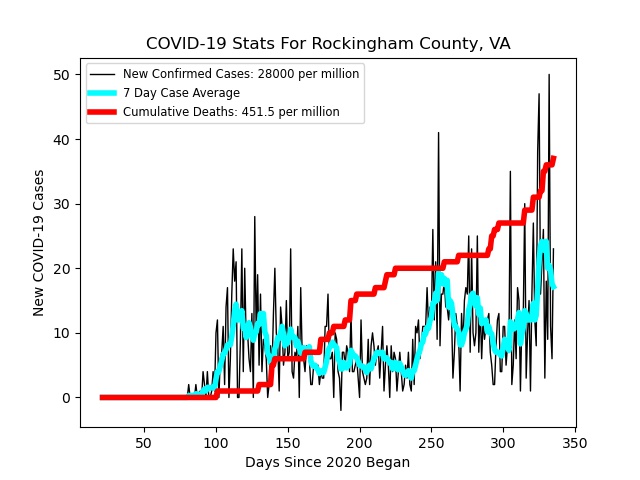 COVID-19 Stats For Rockingham County, VA
New Confirmed Cases: 28000 per million
7 Day Case Average
Cumulative Deaths: 451.5 per million
New COVID-19 Cases
50
40
30
20
10
0
50 100 150 200 250 300 350
Days Since 2020 Began